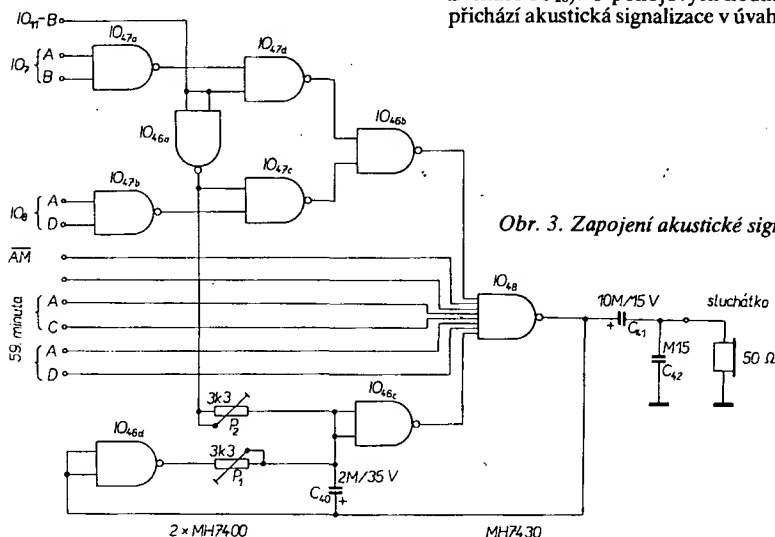 přichází akustická signalizace v úvah
IO₁₁-B
IO₄₇ₐ
IO₄₇d
IO₇ { A
B
IO₄₆ₐ
IO₄₆b
IO₄₇b
IO₄₇c
IO₈ { A
D
Obr. 3. Zapojení akustické sig
AM
59. minuta
A
C
A
D
IO₄₈
10M/15 V
sluchátko
+
C₄₁
M15
C₄₂
50 Ω
3k3
P₂
IO₄₆c
IO₄₆d
3k3
P₁
2M/35 V
C₄₀
+
2 × MH7400
MH7430